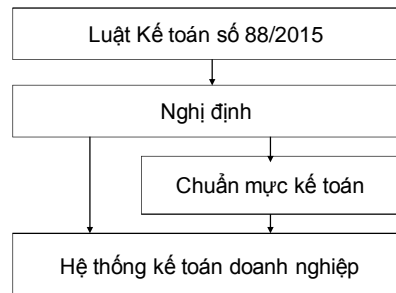 Luật Kế toán số 88/2015
Nghị định
Chuẩn mực kế toán
Hệ thống kế toán doanh nghiệp